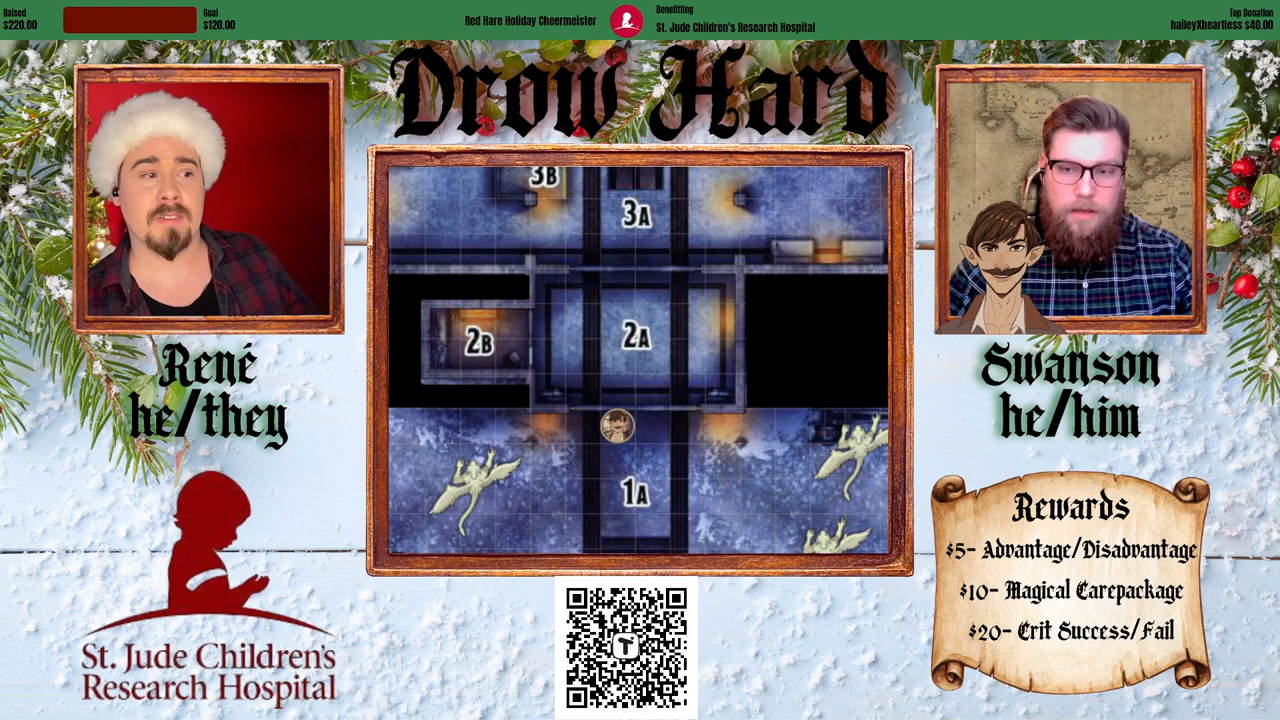 Raised
$220.00
Goal
$120.00
Red Hare Holiday Cheermeister
Benefitting
St. Jude Children's Research Hospital
Top Donation
haileyXheartless $40.00
Drow Hard
3B
3A
2B
2A
1A
René
he/they
Swanson
he/him
St. Jude Children's
Research Hospital
T
Rewards
$5- Advantage/Disadvantage
$10- Magical Carepackage
$20- Crit Success/Fail